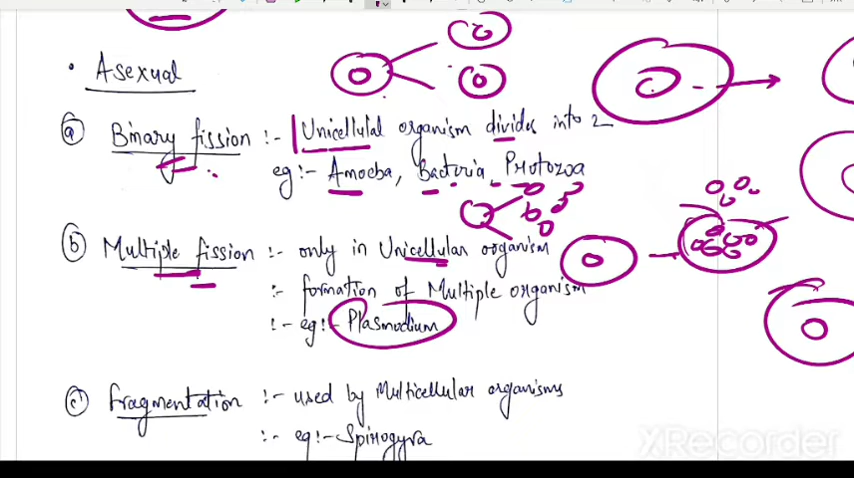 • Asexual
(a) Binary fission :- Unicellulal organism divides into 2
eg :- Amoeba, Bacteria, Protozoa
(b) Multiple fission :- only in Unicellular organism
:- formation of Multiple organism
:- eg :- Plasmodium
(c) fragmentation :- used by Multicellular organisms
:- eg :- Spirogyra
XRecorder